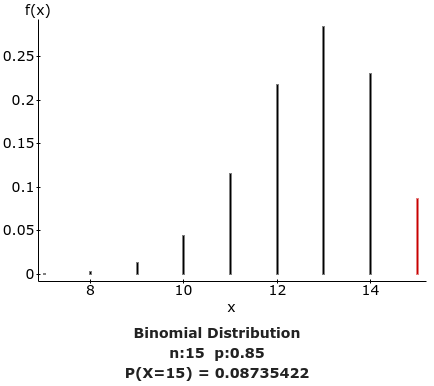 f(x)
0.25
0.2
0.15
0.1
0.05
0
8 10 12 14
x
Binomial Distribution
n:15 p:0.85
P(X=15) = 0.08735422